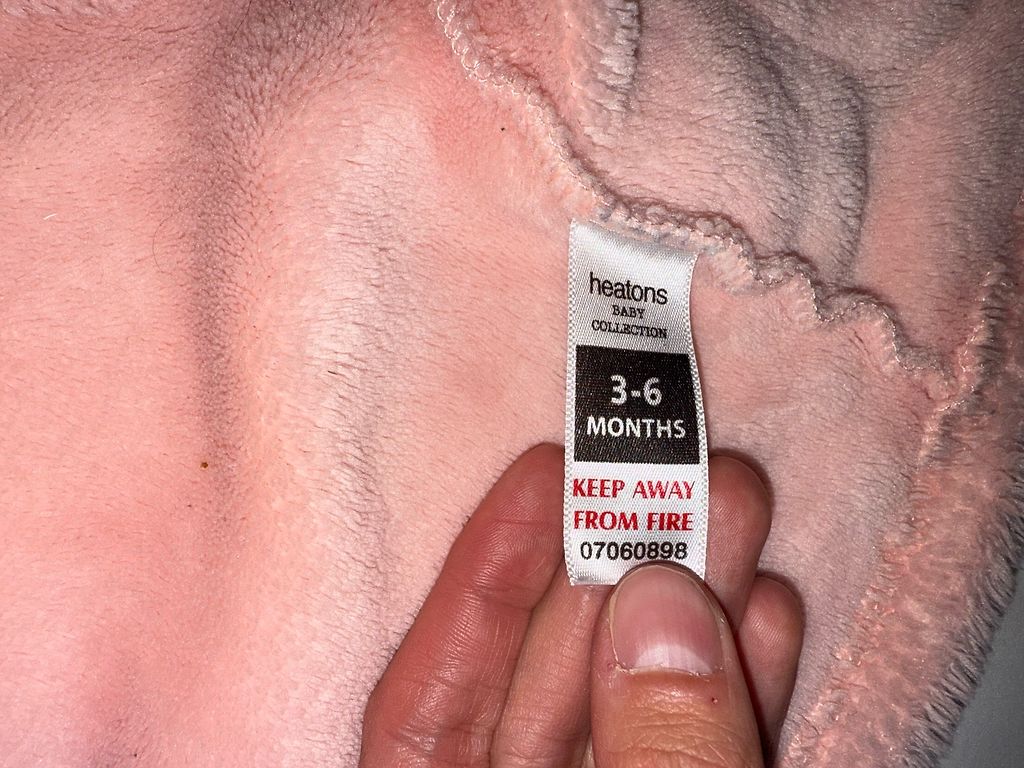 heatons
BABY
COLLECTION
3-6
MONTHS
KEEP AWAY
FROM FIRE
07060898